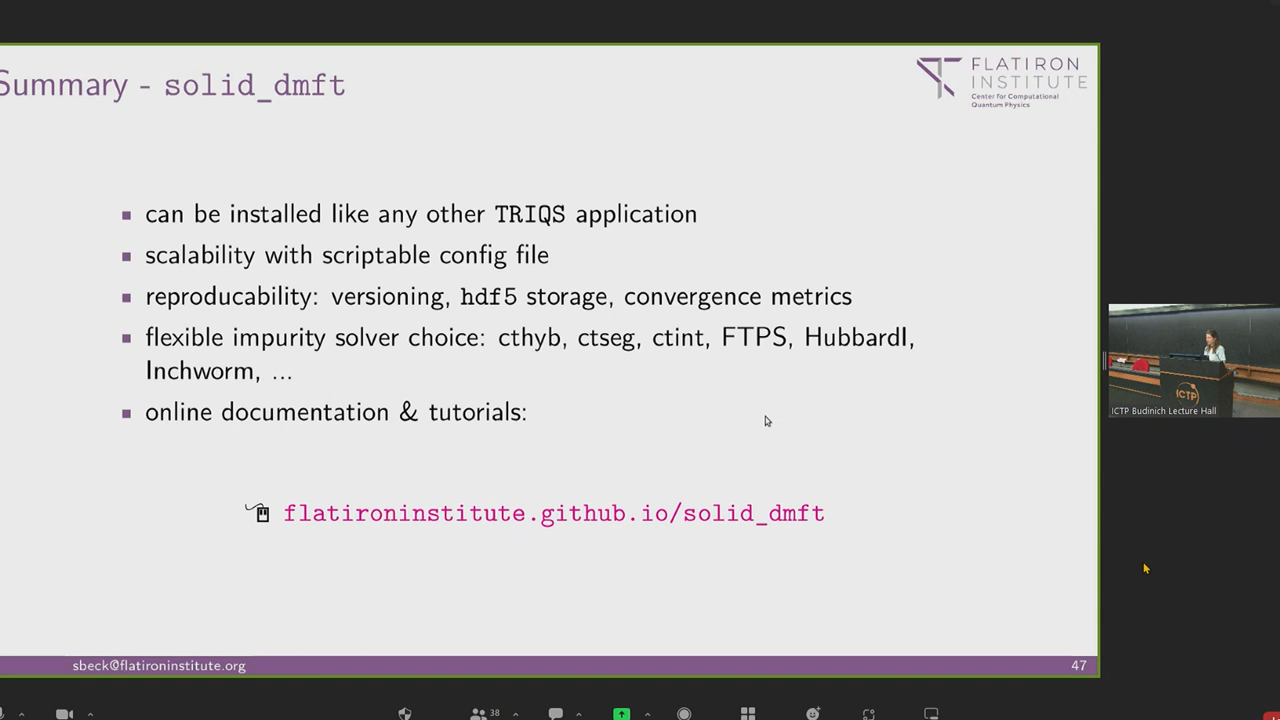 Summary - solid_dmft
FLATIRON
INSTITUTE
Center for Computational
Quantum Physics
can be installed like any other TRIQS application
scalability with scriptable config file
reproducability: versioning, hdf5 storage, convergence metrics
flexible impurity solver choice: cthyb, ctseg, ctint, FTPS, HubbardI,
Inchworm, ...
online documentation & tutorials:
flatironinstitute.github.io/solid_dmft
ICTP
ICTP Budinich Lecture Hall
sbeck@flatironinstitute.org
47
38